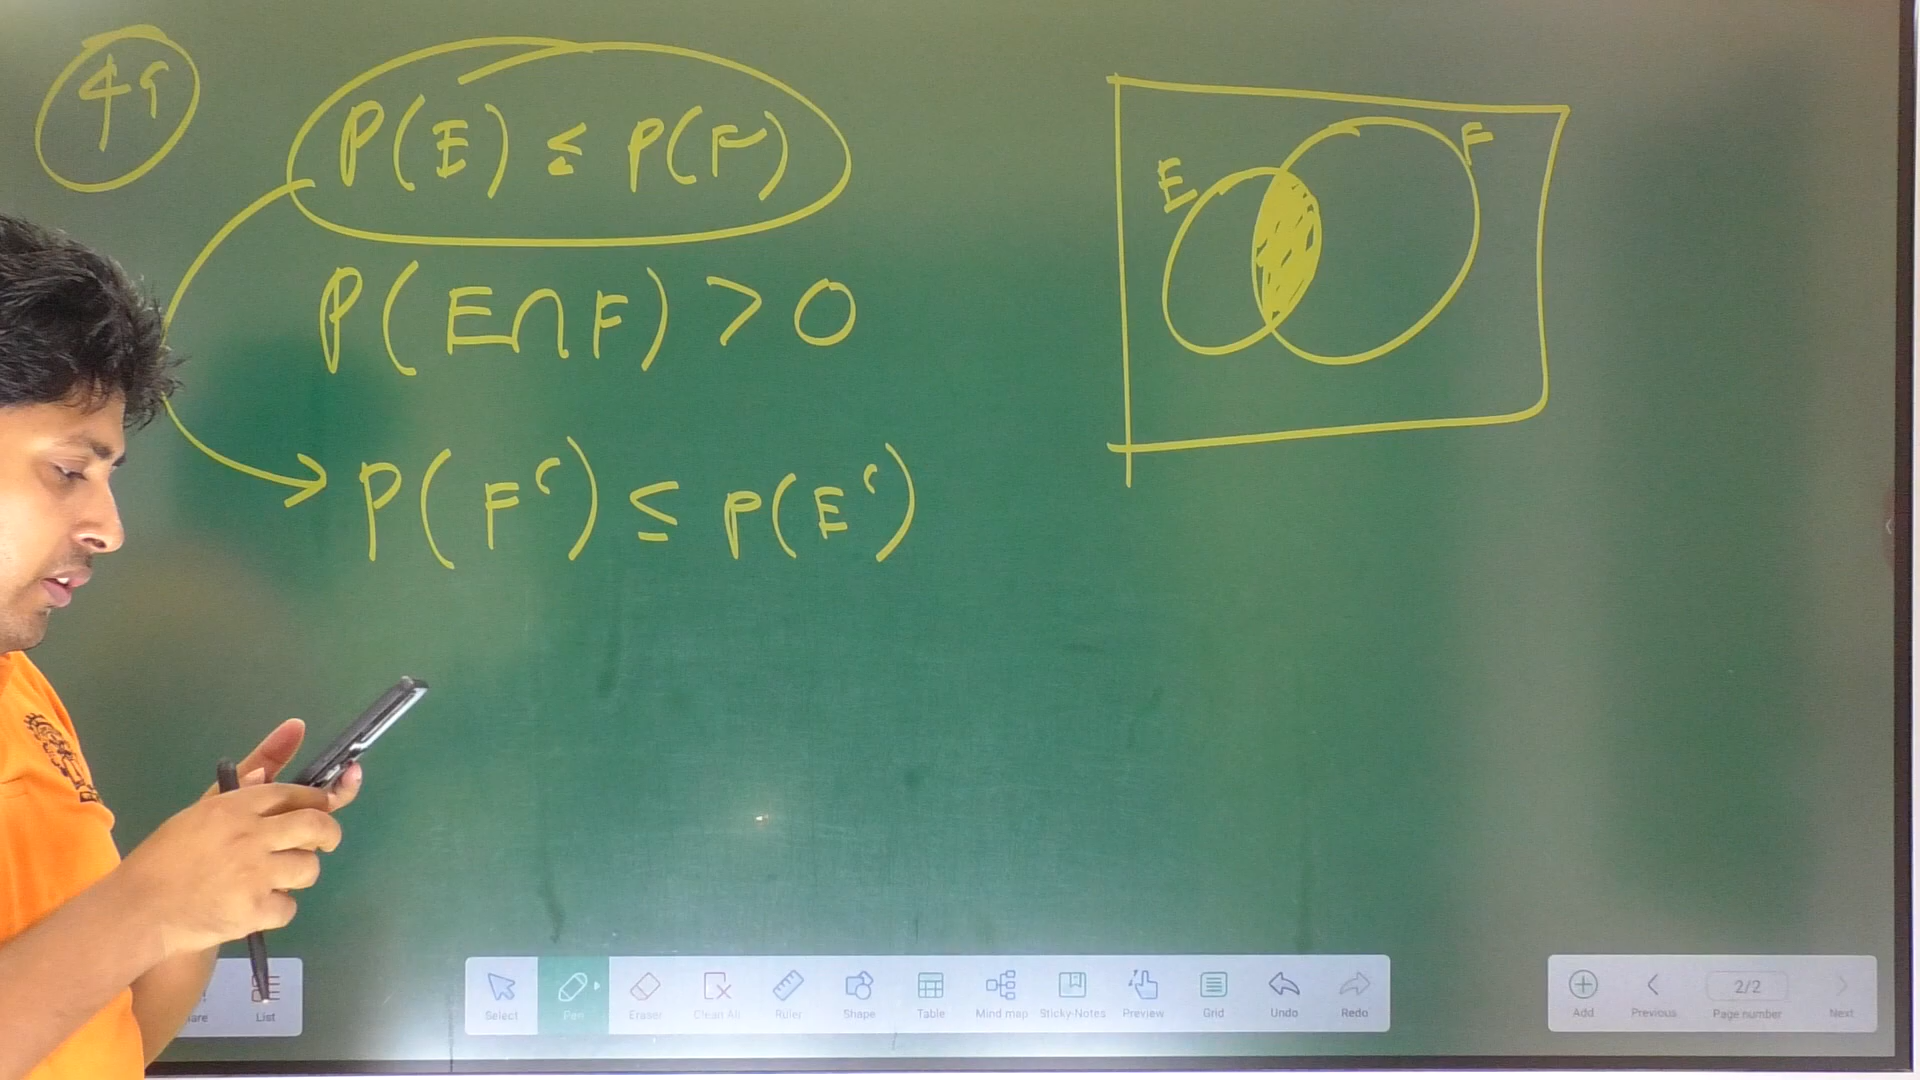 49
P(E) ≤ P(F)
P(E∩F) > 0
P(F^c) ≤ P(E^c)
E
F
List
Select
Pen
Eraser
Clean All
Ruler
Shape
Table
Mind map
Sticky-Notes
Preview
Grid
Undo
Redo
Add
Previous
2/2
Page number
Next